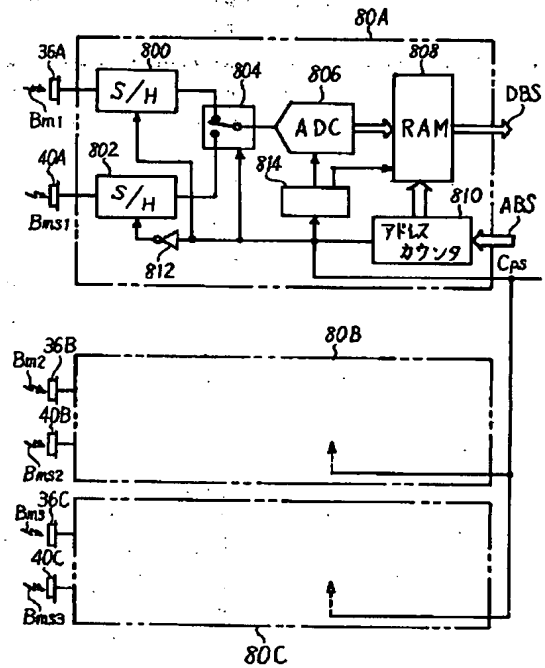 80A
36A
800
804
806
808
DBS
S/H
ADC
RAM
Bm1
40A
802
814
810
ABS
S/H
アドレス
カウンタ
Bms1
812
Cps
80B
36B
Bm2
40B
Bms2
36C
Bm3
40C
Bms3
80C